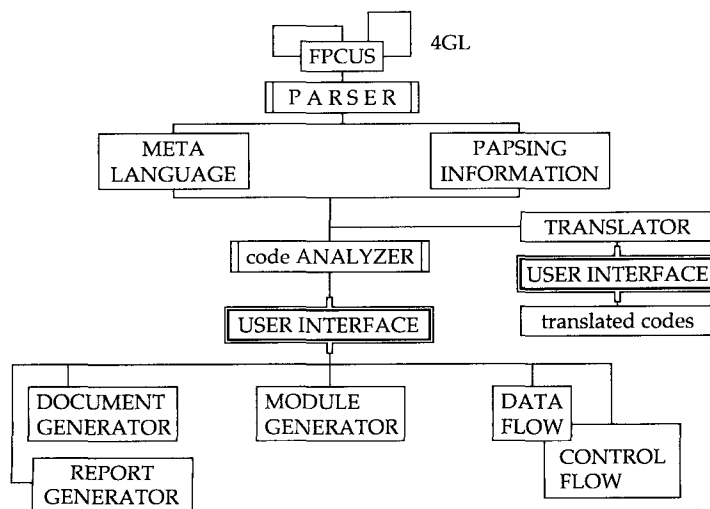 4GL
FPCUS
PARSER
META
LANGUAGE
PAPSING
INFORMATION
TRANSLATOR
code ANALYZER
USER INTERFACE
USER INTERFACE
translated codes
DOCUMENT
GENERATOR
MODULE
GENERATOR
DATA
FLOW
CONTROL
FLOW
REPORT
GENERATOR